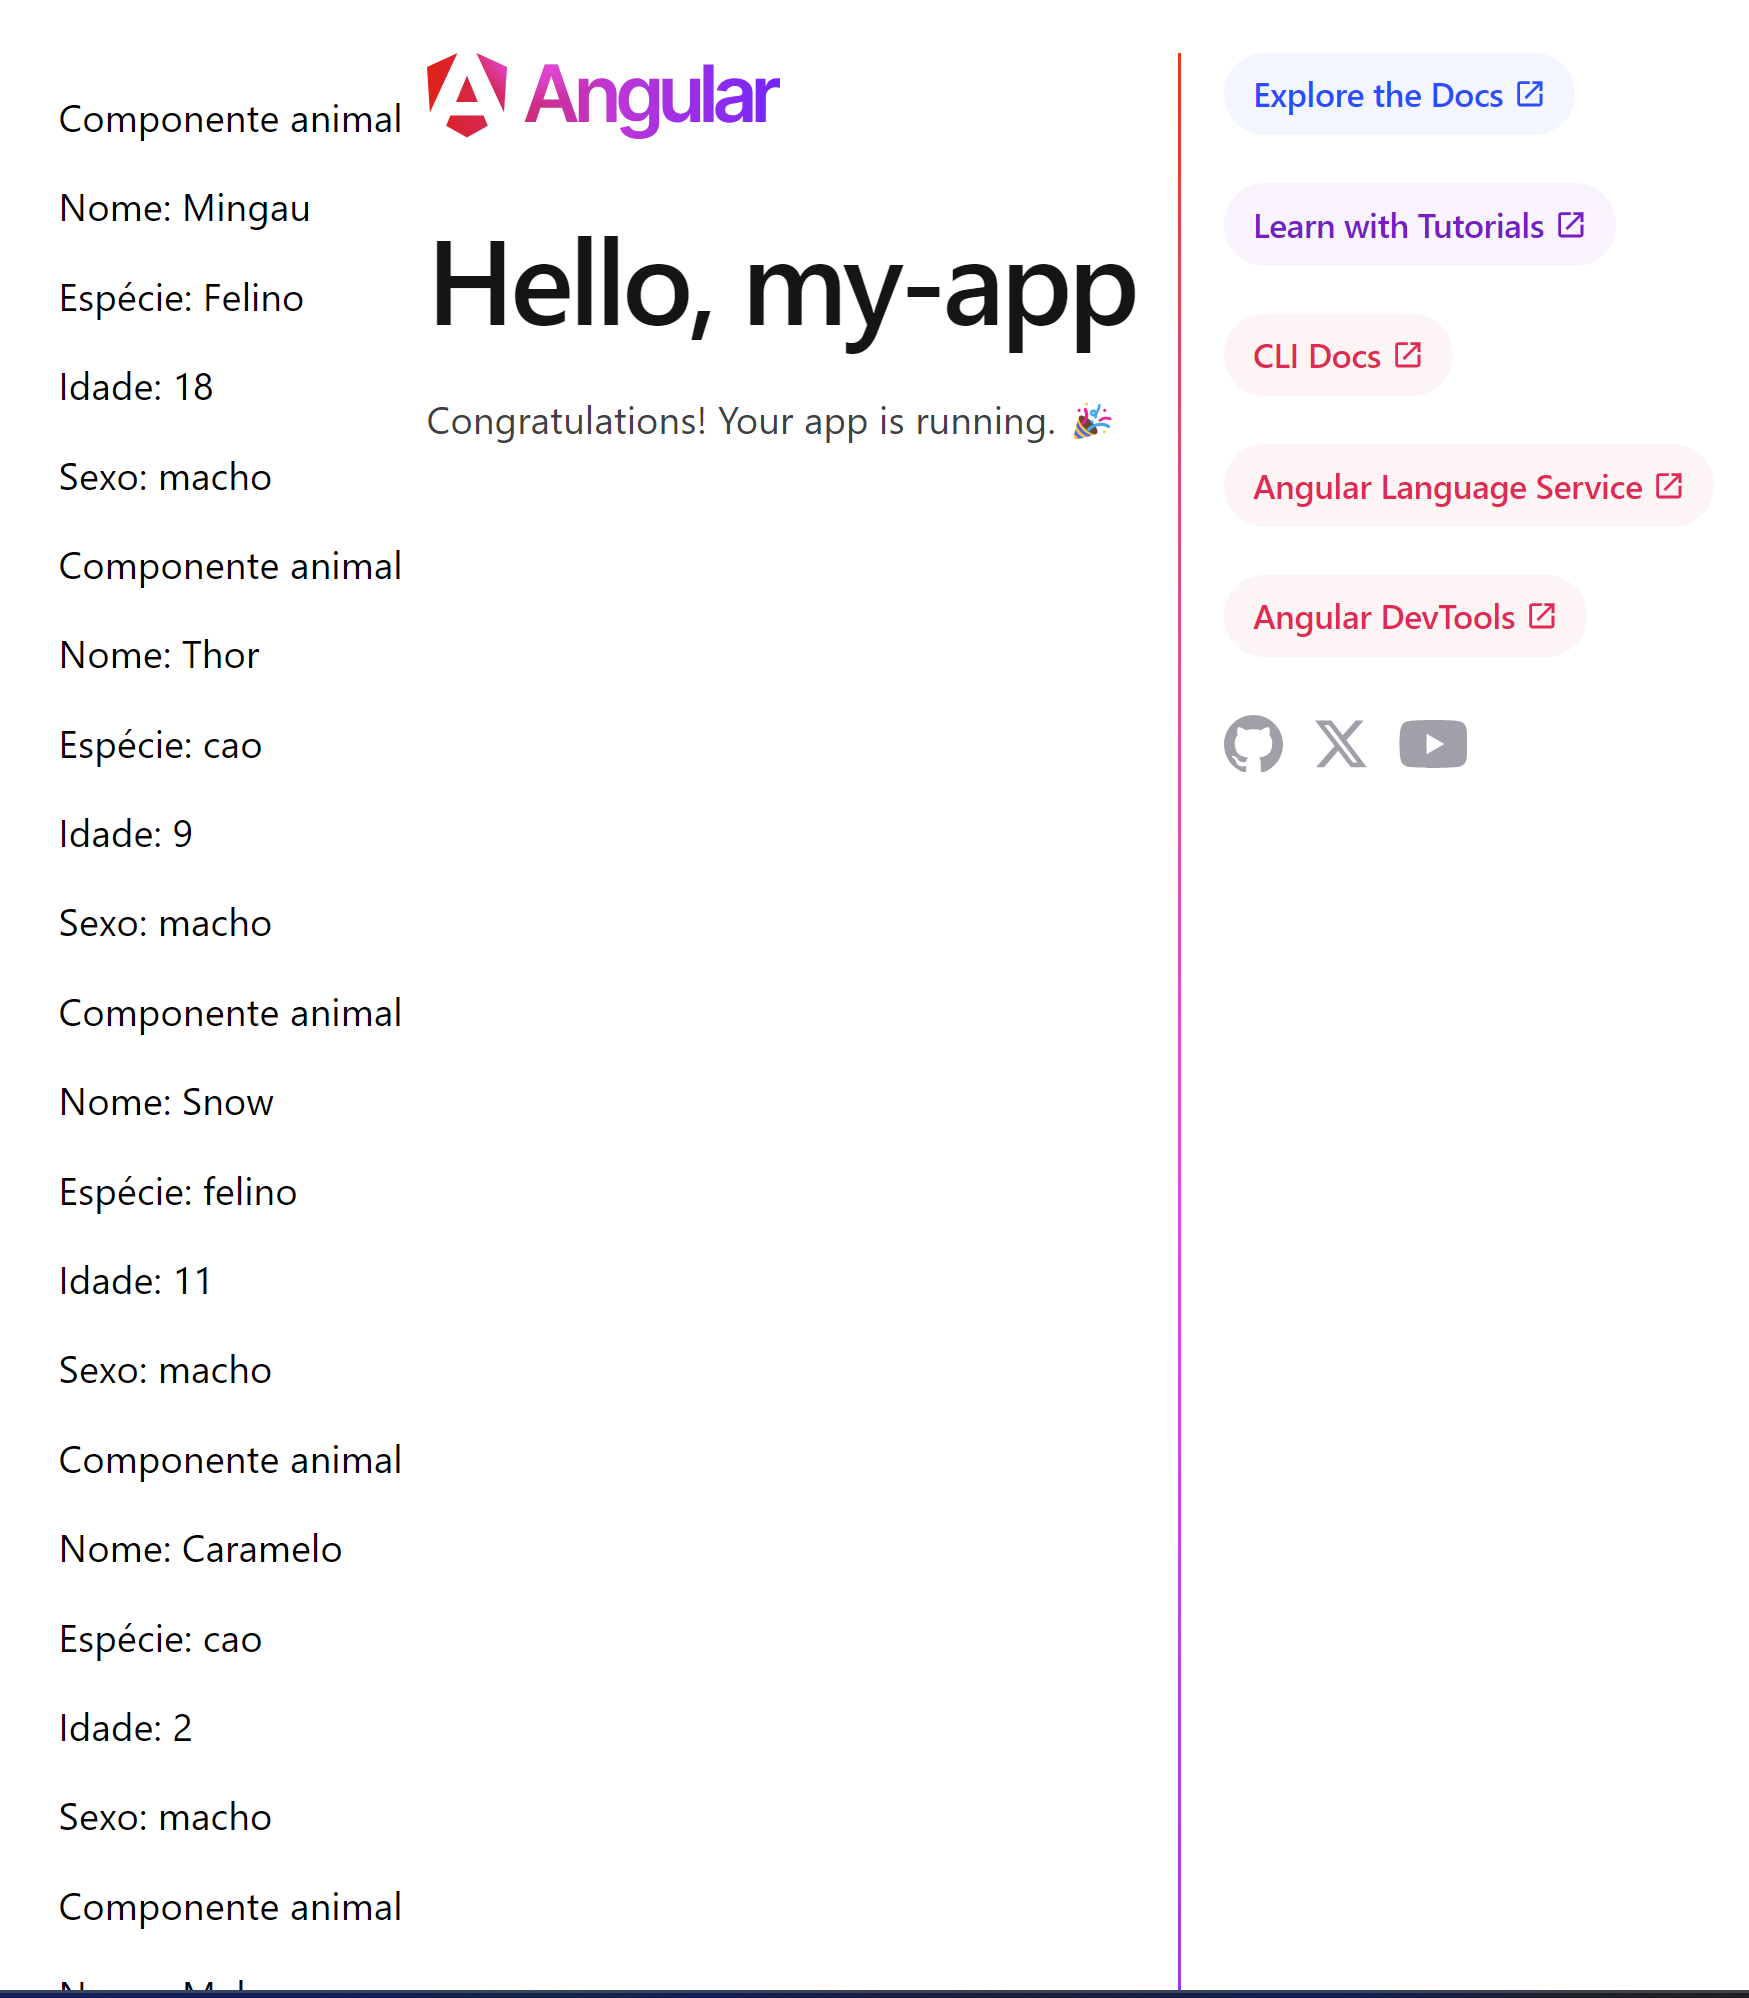 Componente animal
Nome: Mingau
Espécie: Felino
Idade: 18
Sexo: macho
Componente animal
Nome: Thor
Espécie: cao
Idade: 9
Sexo: macho
Componente animal
Nome: Snow
Espécie: felino
Idade: 11
Sexo: macho
Componente animal
Nome: Caramelo
Espécie: cao
Idade: 2
Sexo: macho
Componente animal
Angular
Hello, my-app
Congratulations! Your app is running. 🎉
Explore the Docs
Learn with Tutorials
CLI Docs
Angular Language Service
Angular DevTools